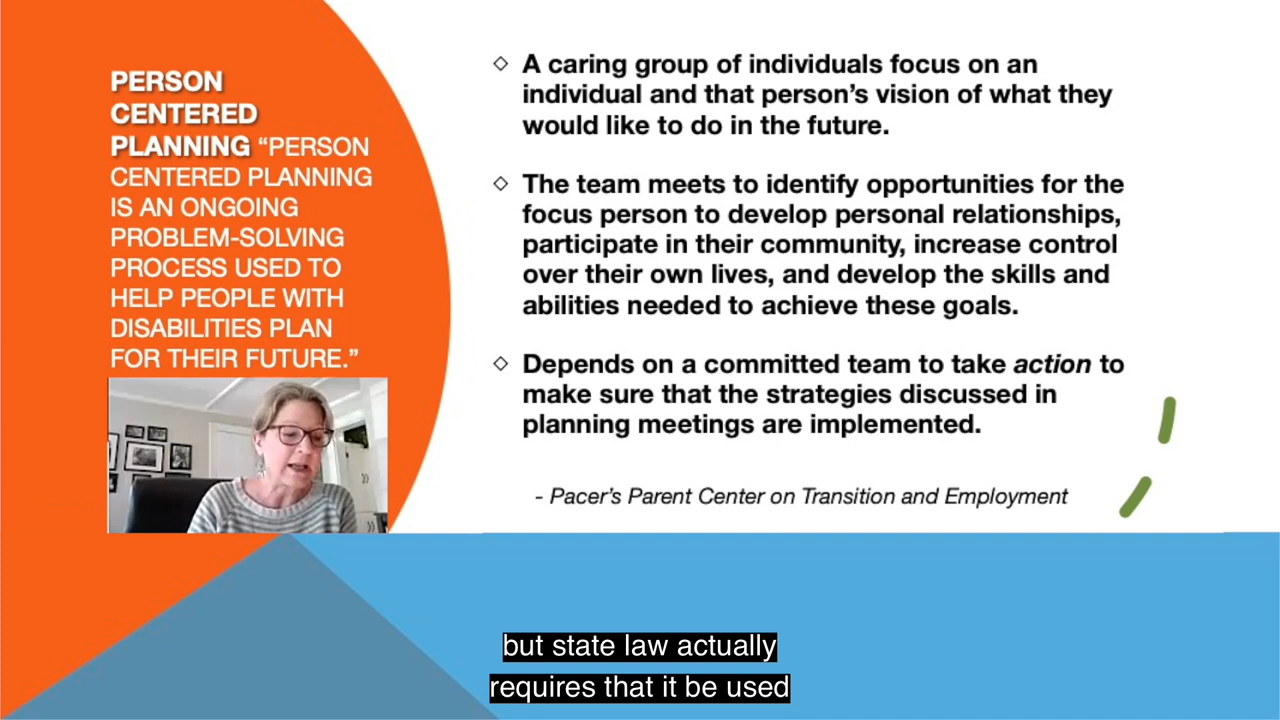 PERSON
CENTERED
PLANNING “PERSON
CENTERED PLANNING
IS AN ONGOING
PROBLEM-SOLVING
PROCESS USED TO
HELP PEOPLE WITH
DISABILITIES PLAN
FOR THEIR FUTURE.”
A caring group of individuals focus on an
individual and that person’s vision of what they
would like to do in the future.
The team meets to identify opportunities for the
focus person to develop personal relationships,
participate in their community, increase control
over their own lives, and develop the skills and
abilities needed to achieve these goals.
Depends on a committed team to take action to
make sure that the strategies discussed in
planning meetings are implemented.
- Pacer’s Parent Center on Transition and Employment
but state law actually
requires that it be used